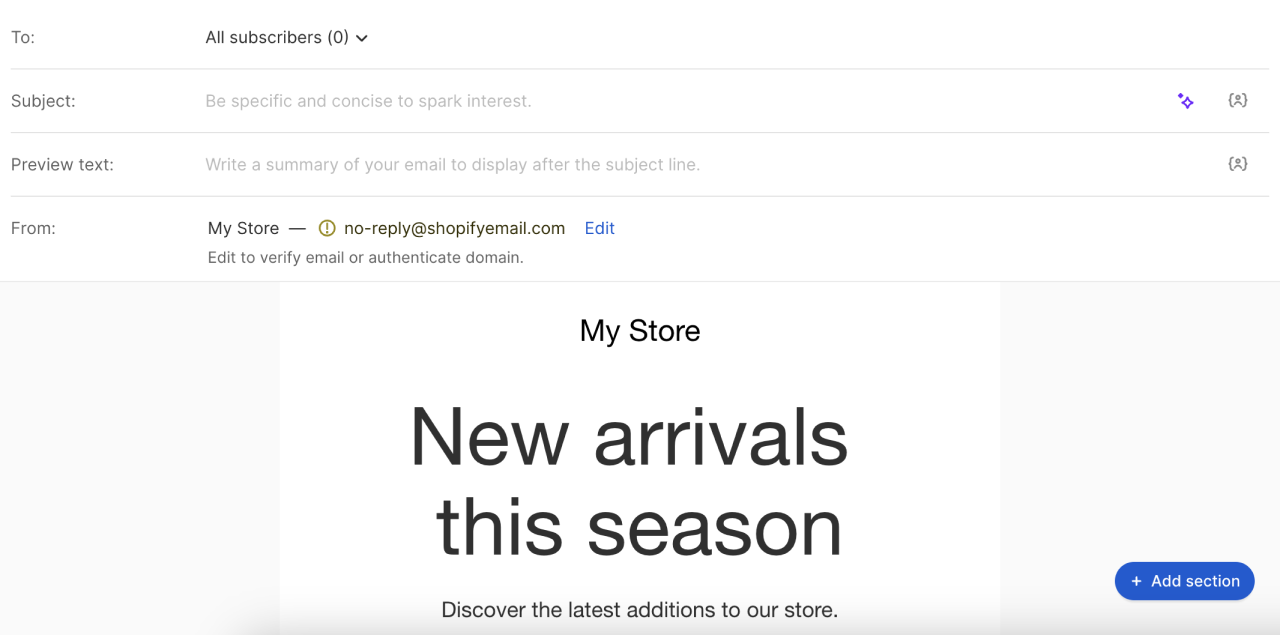 To: All subscribers (0)
Subject: Be specific and concise to spark interest.
Preview text: Write a summary of your email to display after the subject line.
From: My Store — no-reply@shopifyemail.com Edit
Edit to verify email or authenticate domain.
My Store
New arrivals
this season
+ Add section
Discover the latest additions to our store.